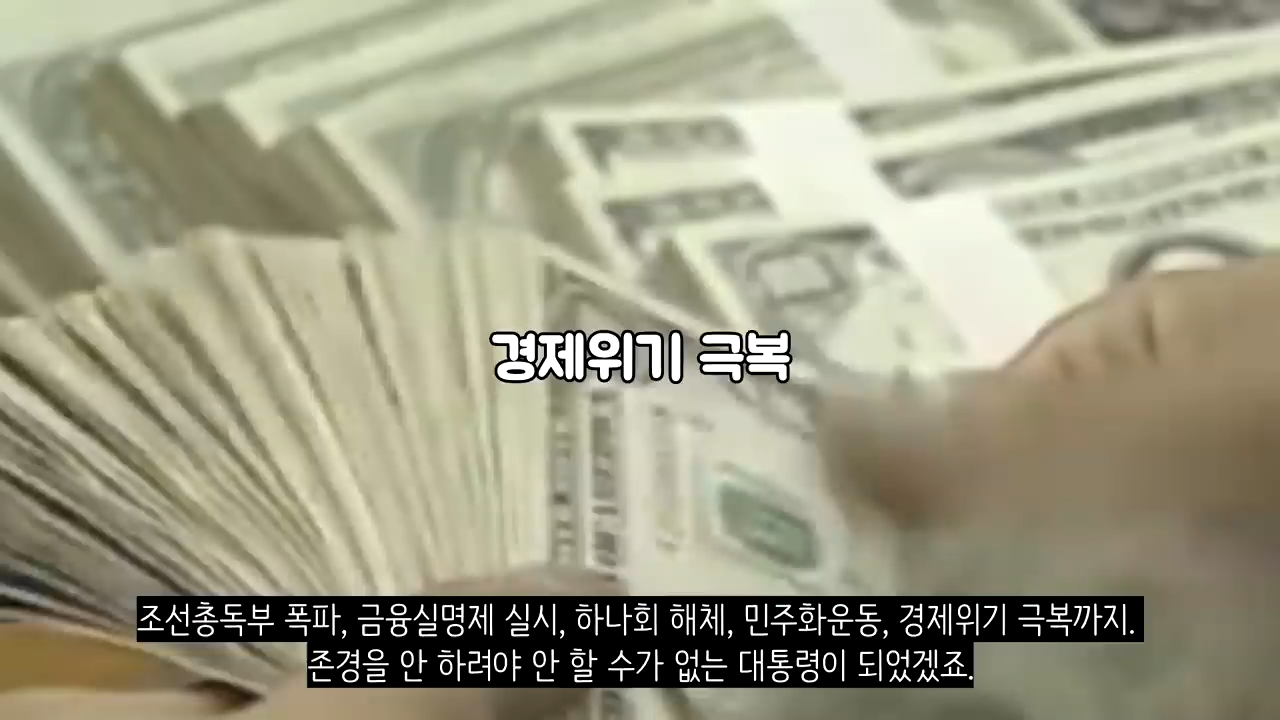 경제위기 극복
조선총독부 폭파, 금융실명제 실시, 하나회 해체, 민주화운동, 경제위기 극복까지.
존경을 안 하려야 안 할 수가 없는 대통령이 되었겠죠.